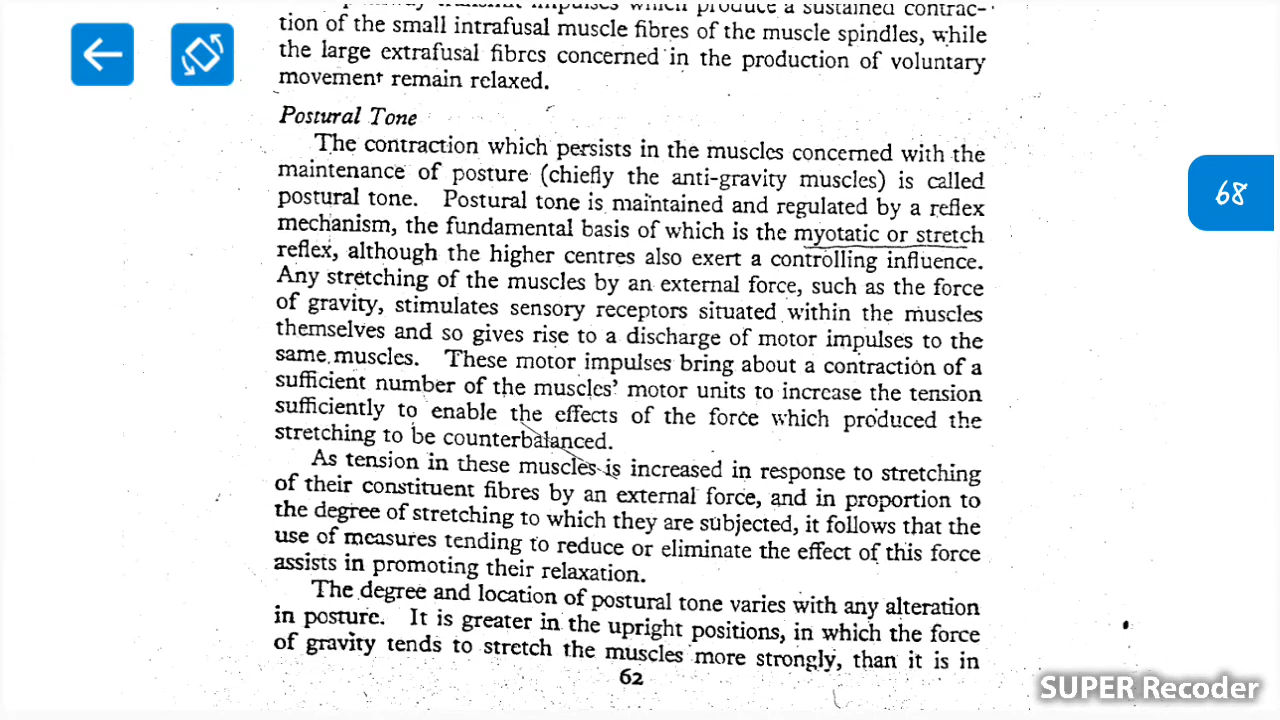 impulses which produce a sustained contrac-
tion of the small intrafusal muscle fibres of the muscle spindles, while
the large extrafusal fibres concerned in the production of voluntary
movement remain relaxed.
Postural Tone
The contraction which persists in the muscles concerned with the
maintenance of posture (chiefly the anti-gravity muscles) is called
postural tone. Postural tone is maintained and regulated by a reflex
mechanism, the fundamental basis of which is the myotatic or stretch
reflex, although the higher centres also exert a controlling influence.
Any stretching of the muscles by an external force, such as the force
of gravity, stimulates sensory receptors situated within the muscles
themselves and so gives rise to a discharge of motor impulses to the
same muscles. These motor impulses bring about a contraction of a
sufficient number of the muscles' motor units to increase the tension
sufficiently to enable the effects of the force which produced the
stretching to be counterbalanced.
As tension in these muscles is increased in response to stretching
of their constituent fibres by an external force, and in proportion to
the degree of stretching to which they are subjected, it follows that the
use of measures tending to reduce or eliminate the effect of this force
assists in promoting their relaxation.
The degree and location of postural tone varies with any alteration
in posture. It is greater in the upright positions, in which the force
of gravity tends to stretch the muscles more strongly, than it is in
62
68
SUPER Recoder